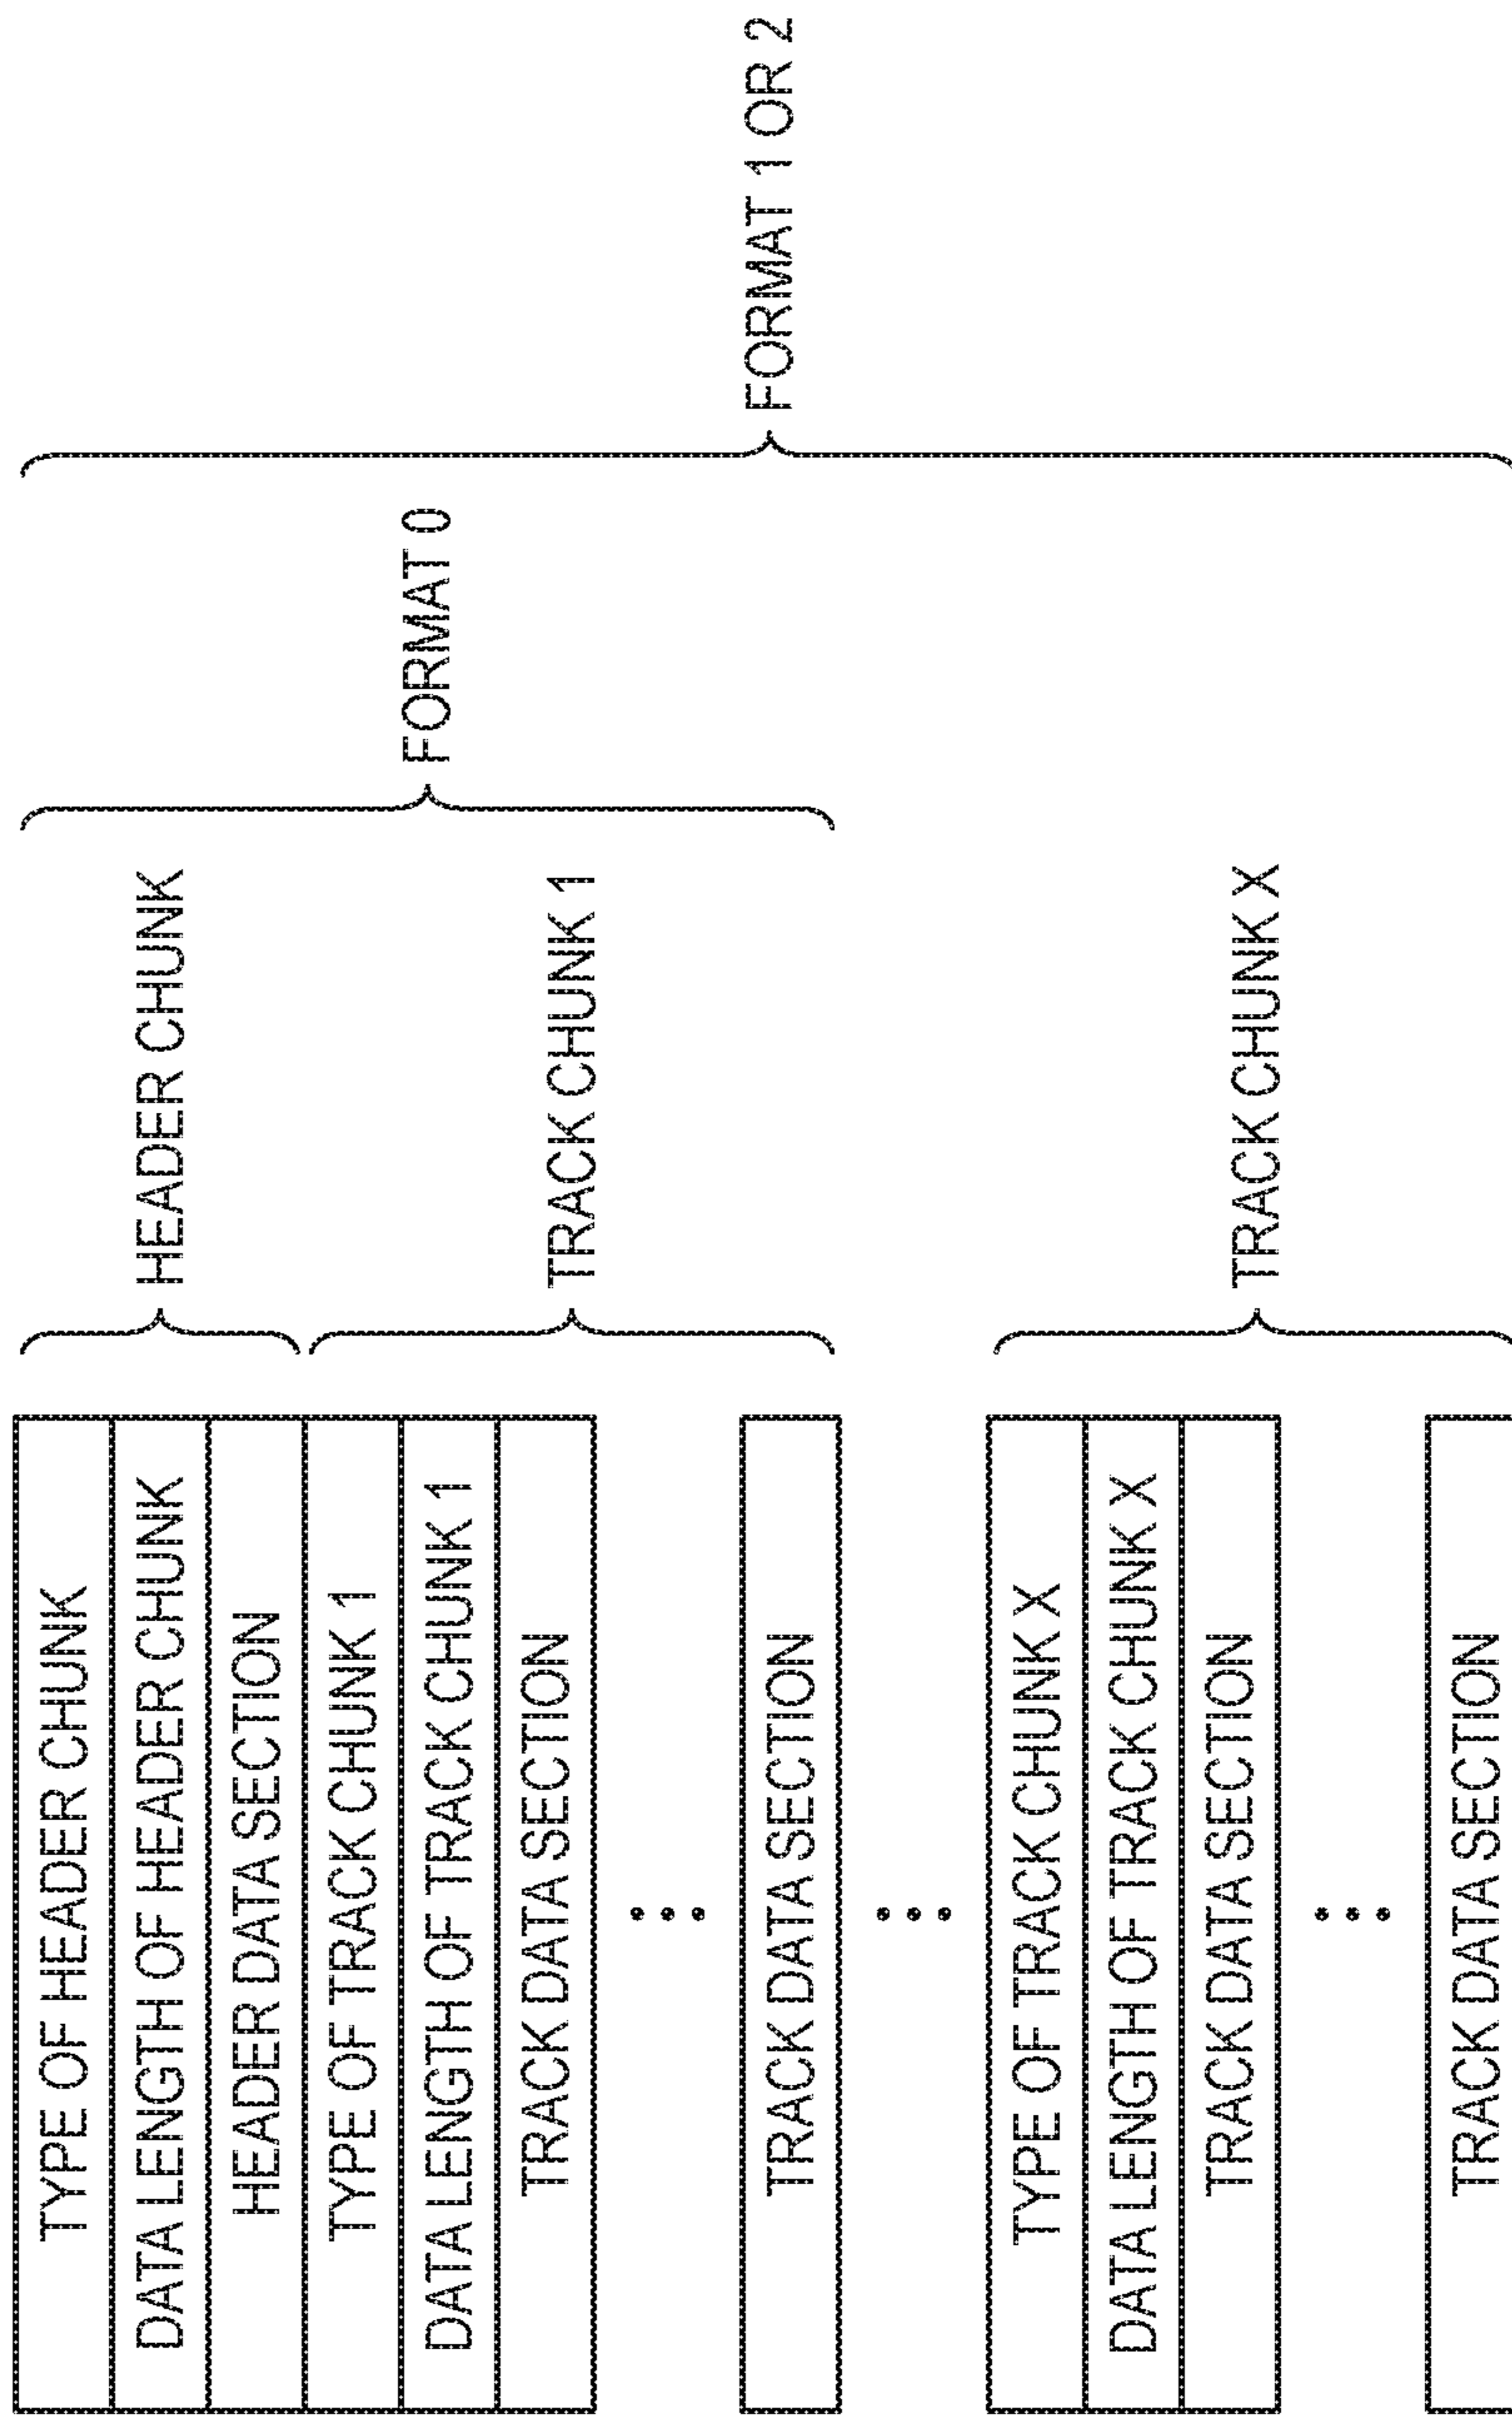 TYPE OF HEADER CHUNK
DATA LENGTH OF HEADER CHUNK
HEADER DATA SECTION
HEADER CHUNK
TYPE OF TRACK CHUNK 1
DATA LENGTH OF TRACK CHUNK 1
TRACK DATA SECTION
TRACK DATA SECTION
TRACK CHUNK 1
FORMAT 0
TYPE OF TRACK CHUNK X
DATA LENGTH OF TRACK CHUNK X
TRACK DATA SECTION
TRACK DATA SECTION
TRACK CHUNK X
FORMAT 1 OR 2